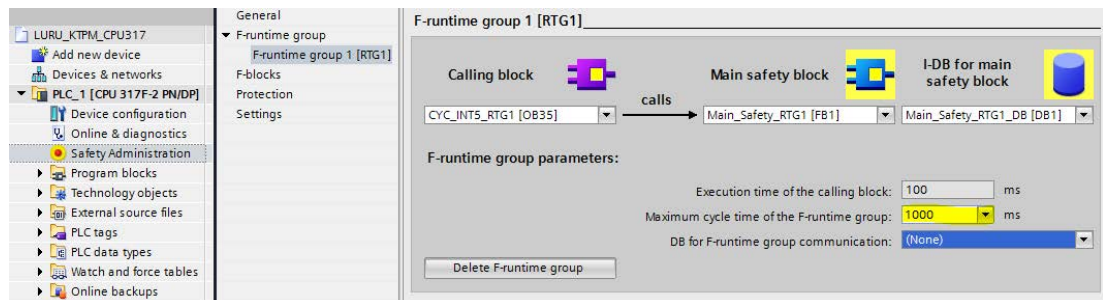 LURU_KTPM_CPU317
Add new device
Devices & networks
PLC_1 [CPU 317F-2 PN/DP]
Device configuration
Online & diagnostics
Safety Administration
Program blocks
Technology objects
External source files
PLC tags
PLC data types
Watch and force tables
Online backups
General
F-runtime group
F-runtime group 1 [RTG1]
F-blocks
Protection
Settings
F-runtime group 1 [RTG1]
Calling block
calls
Main safety block
I-DB for main
safety block
CYC_INT5_RTG1 [OB35]
Main_Safety_RTG1 [FB1]
Main_Safety_RTG1_DB [DB1]
F-runtime group parameters:
Execution time of the calling block: 100 ms
Maximum cycle time of the F-runtime group: 1000 ms
DB for F-runtime group communication: (None)
Delete F-runtime group